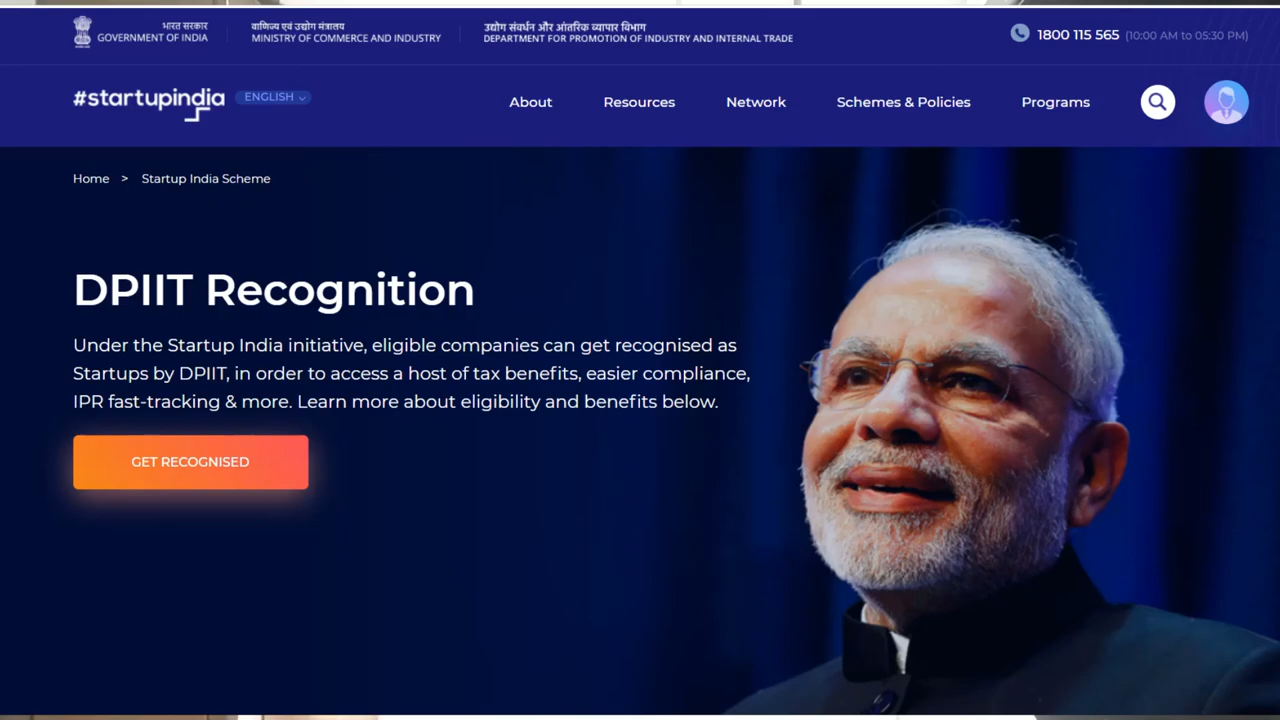 भारत सरकार
GOVERNMENT OF INDIA
वाणिज्य एवं उद्योग मंत्रालय
MINISTRY OF COMMERCE AND INDUSTRY
उद्योग संवर्धन और आंतरिक व्यापार विभाग
DEPARTMENT FOR PROMOTION OF INDUSTRY AND INTERNAL TRADE
1800 115 565 (10:00 AM to 05:30 PM)
#startupindia
ENGLISH
About
Resources
Network
Schemes & Policies
Programs
Home > Startup India Scheme
DPIIT Recognition
Under the Startup India initiative, eligible companies can get recognised as
Startups by DPIIT, in order to access a host of tax benefits, easier compliance,
IPR fast-tracking & more. Learn more about eligibility and benefits below.
GET RECOGNISED